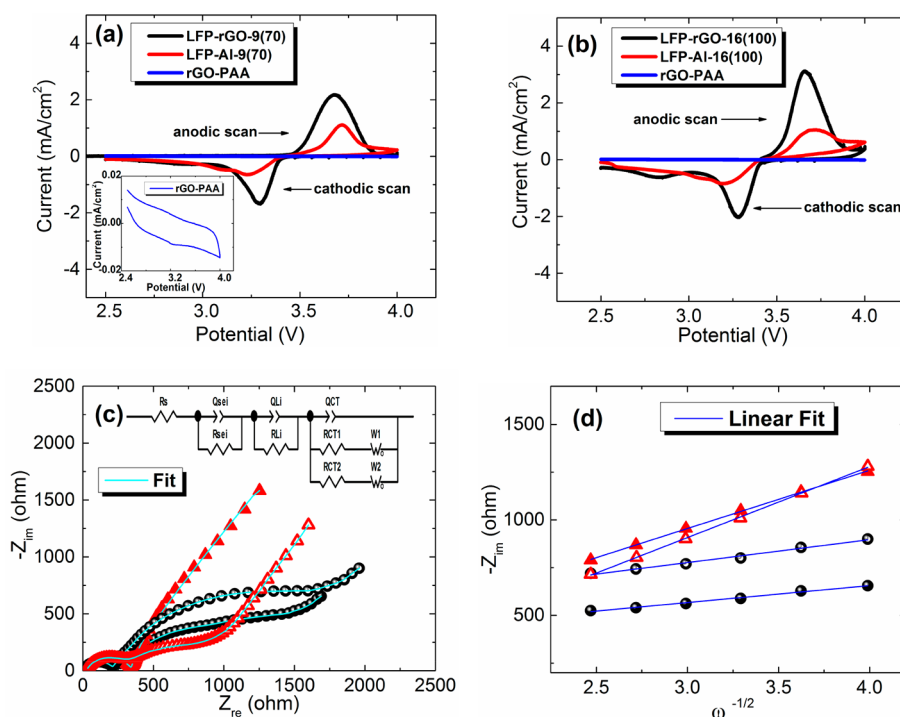 (a)
LFP-rGO-9(70)
LFP-Al-9(70)
rGO-PAA
anodic scan
cathodic scan
rGO-PAA
Current (mA/cm²)
0.02
0.00
-0.02
2.4
3.2
4.0
Potential (V)
Current (mA/cm²)
4
2
0
-2
-4
2.5
3.0
3.5
4.0
Potential (V)
(b)
LFP-rGO-16(100)
LFP-Al-16(100)
rGO-PAA
anodic scan
cathodic scan
Current (mA/cm²)
4
2
0
-2
-4
2.5
3.0
3.5
4.0
Potential (V)
(c)
Rs
Qsei
QLi
QCT
Rsei
RLi
RCT1
W1
RCT2
W2
Fit
-Zim (ohm)
2500
2250
2000
1750
1500
1250
1000
750
500
250
0
0
500
1000
1500
2000
2500
Zre (ohm)
(d)
Linear Fit
-Zim (ohm)
1500
1000
500
2.5
3.0
3.5
4.0
ω -1/2